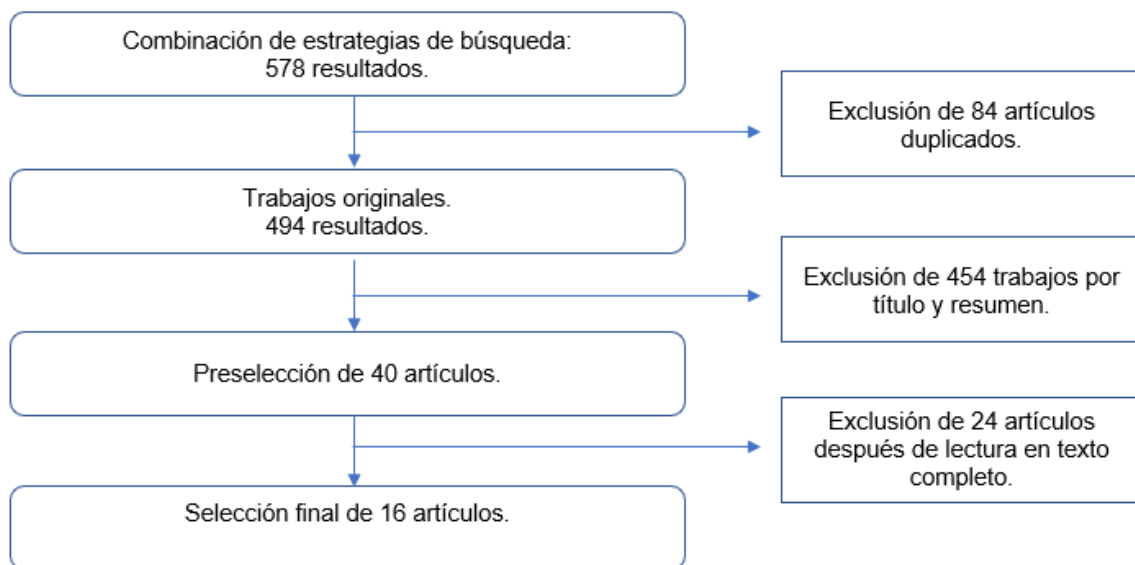 Combinación de estrategias de búsqueda:
578 resultados.
Exclusión de 84 artículos
duplicados.
Trabajos originales.
494 resultados.
Exclusión de 454 trabajos por
título y resumen.
Preselección de 40 artículos.
Exclusión de 24 artículos
después de lectura en texto
completo.
Selección final de 16 artículos.